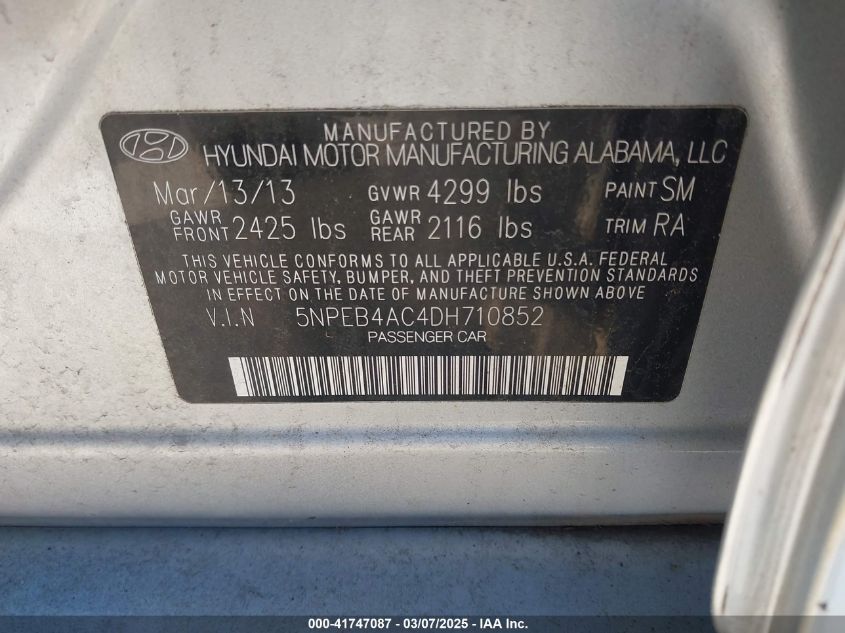 MANUFACTURED BY
HYUNDAI MOTOR MANUFACTURING ALABAMA, LLC
Mar/13/13 GVWR 4299 lbs PAINT SM
GAWR FRONT 2425 lbs GAWR REAR 2116 lbs TRIM RA
THIS VEHICLE CONFORMS TO ALL APPLICABLE U.S.A. FEDERAL
MOTOR VEHICLE SAFETY, BUMPER, AND THEFT PREVENTION STANDARDS
IN EFFECT ON THE DATE OF MANUFACTURE SHOWN ABOVE
V.I.N 5NPEB4AC4DH710852
PASSENGER CAR
000-41747087 - 03/07/2025 - IAA Inc.